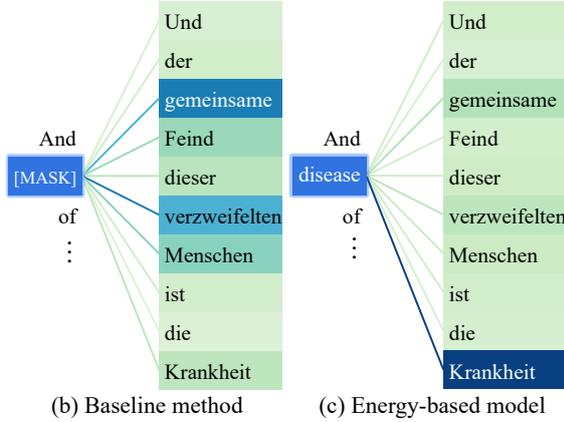 And
[MASK]
of
⋮
Und
der
gemeinsame
Feind
dieser
verzweifelten
Menschen
ist
die
Krankheit
(b) Baseline method
And
disease
of
⋮
Und
der
gemeinsame
Feind
dieser
verzweifelten
Menschen
ist
die
Krankheit
(c) Energy-based model